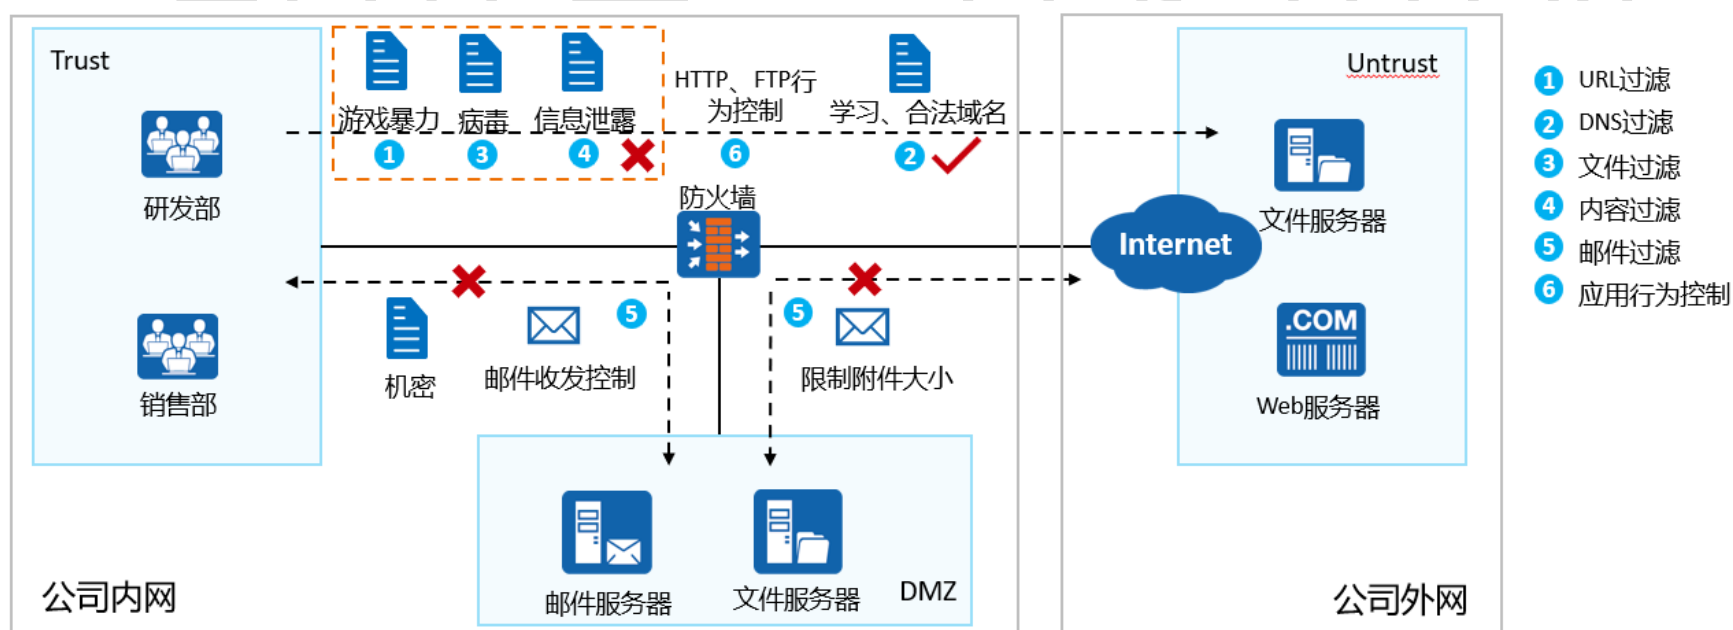 Trust
研发部
销售部
游戏暴力
1
病毒
3
信息泄露
4
HTTP、FTP行
为控制
6
学习、合法域名
2
防火墙
机密
邮件收发控制
5
5
限制附件大小
邮件服务器
文件服务器
DMZ
公司内网
Internet
Untrust
文件服务器
.COM
Web服务器
公司外网
1 URL过滤
2 DNS过滤
3 文件过滤
4 内容过滤
5 邮件过滤
6 应用行为控制